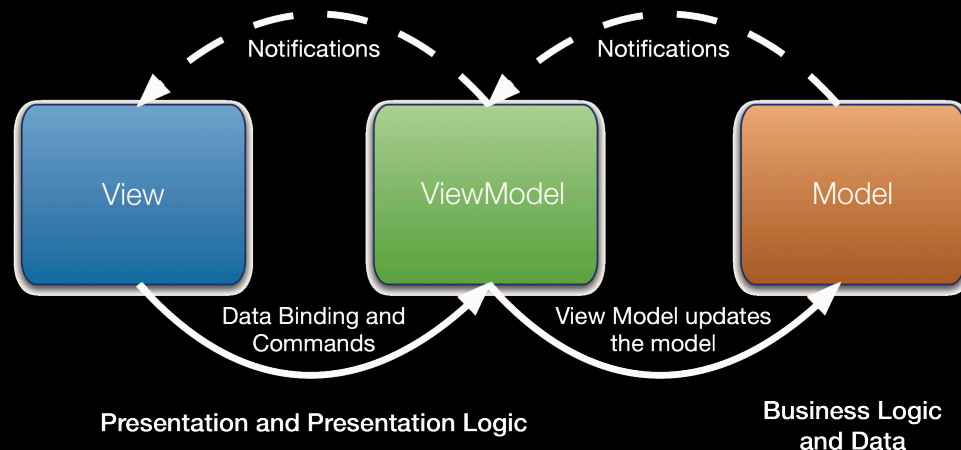 Notifications
Notifications
View
ViewModel
Model
Data Binding and
Commands
View Model updates
the model
Presentation and Presentation Logic
Business Logic
and Data